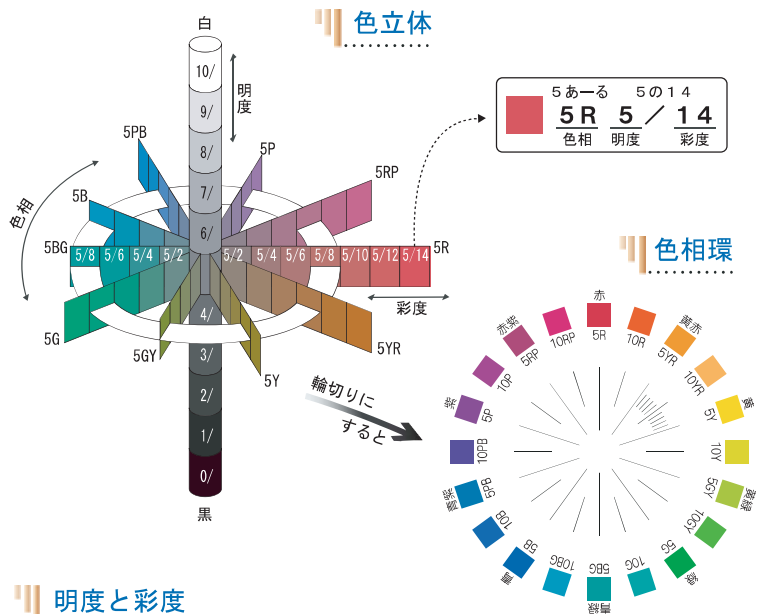 色立体
白
10/
9/
8/
7/
6/
4/
3/
2/
1/
0/
黒
明度
5PB
5P
5B
5RP
色相
5BG
5/8 5/6 5/4 5/2
5/2 5/4 5/6 5/8 5/10 5/12 5/14
5R
彩度
5G
5GY
5Y
5YR
5あーる 5の14
5R 5/14
色相 明度 彩度
輪切りに
すると
色相環
赤
5R
10R
黄赤
5YR
10YR
黄
5Y
10Y
黄緑
5GY
10GY
緑
5G
10G
青緑
5BG
10BG
青
5B
10B
青紫
5PB
10PB
紫
5P
10P
赤紫
5RP
10RP
明度と彩度